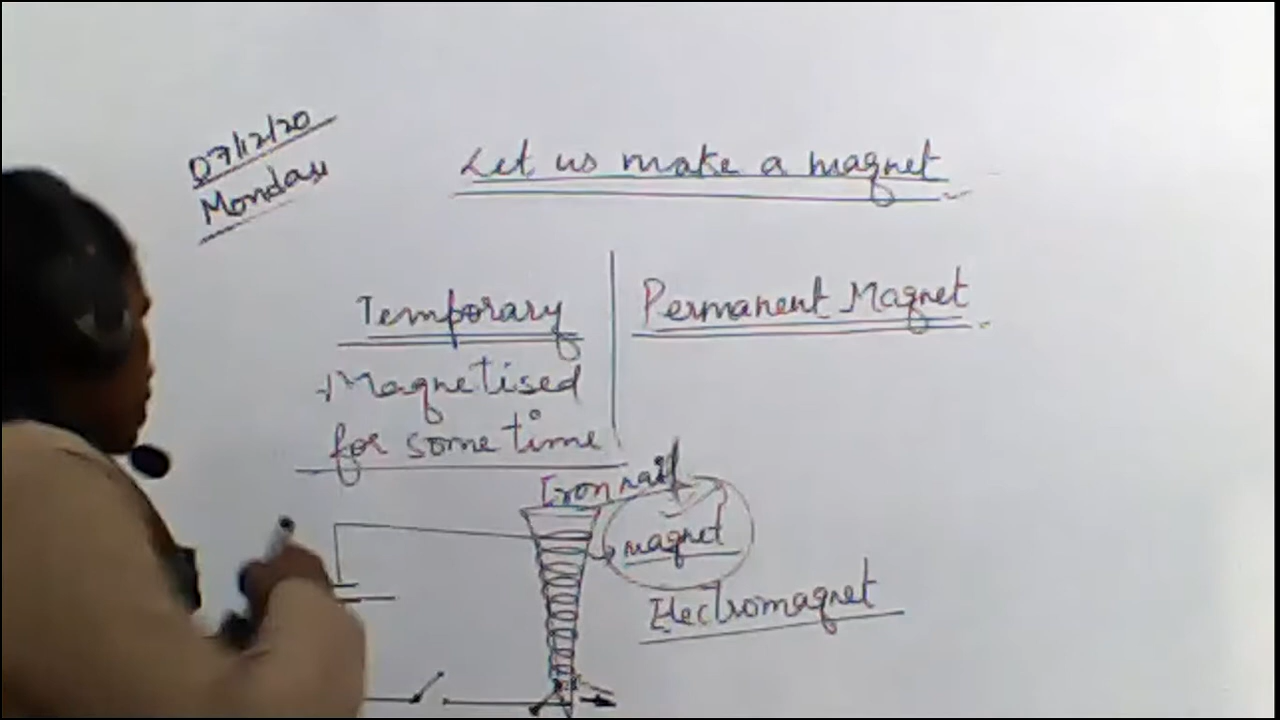 07/12/20
Monday
Let us make a magnet
Temporary
Permanent Magnet
Magnetised
for some time
Iron nail
magnet
Electromagnet